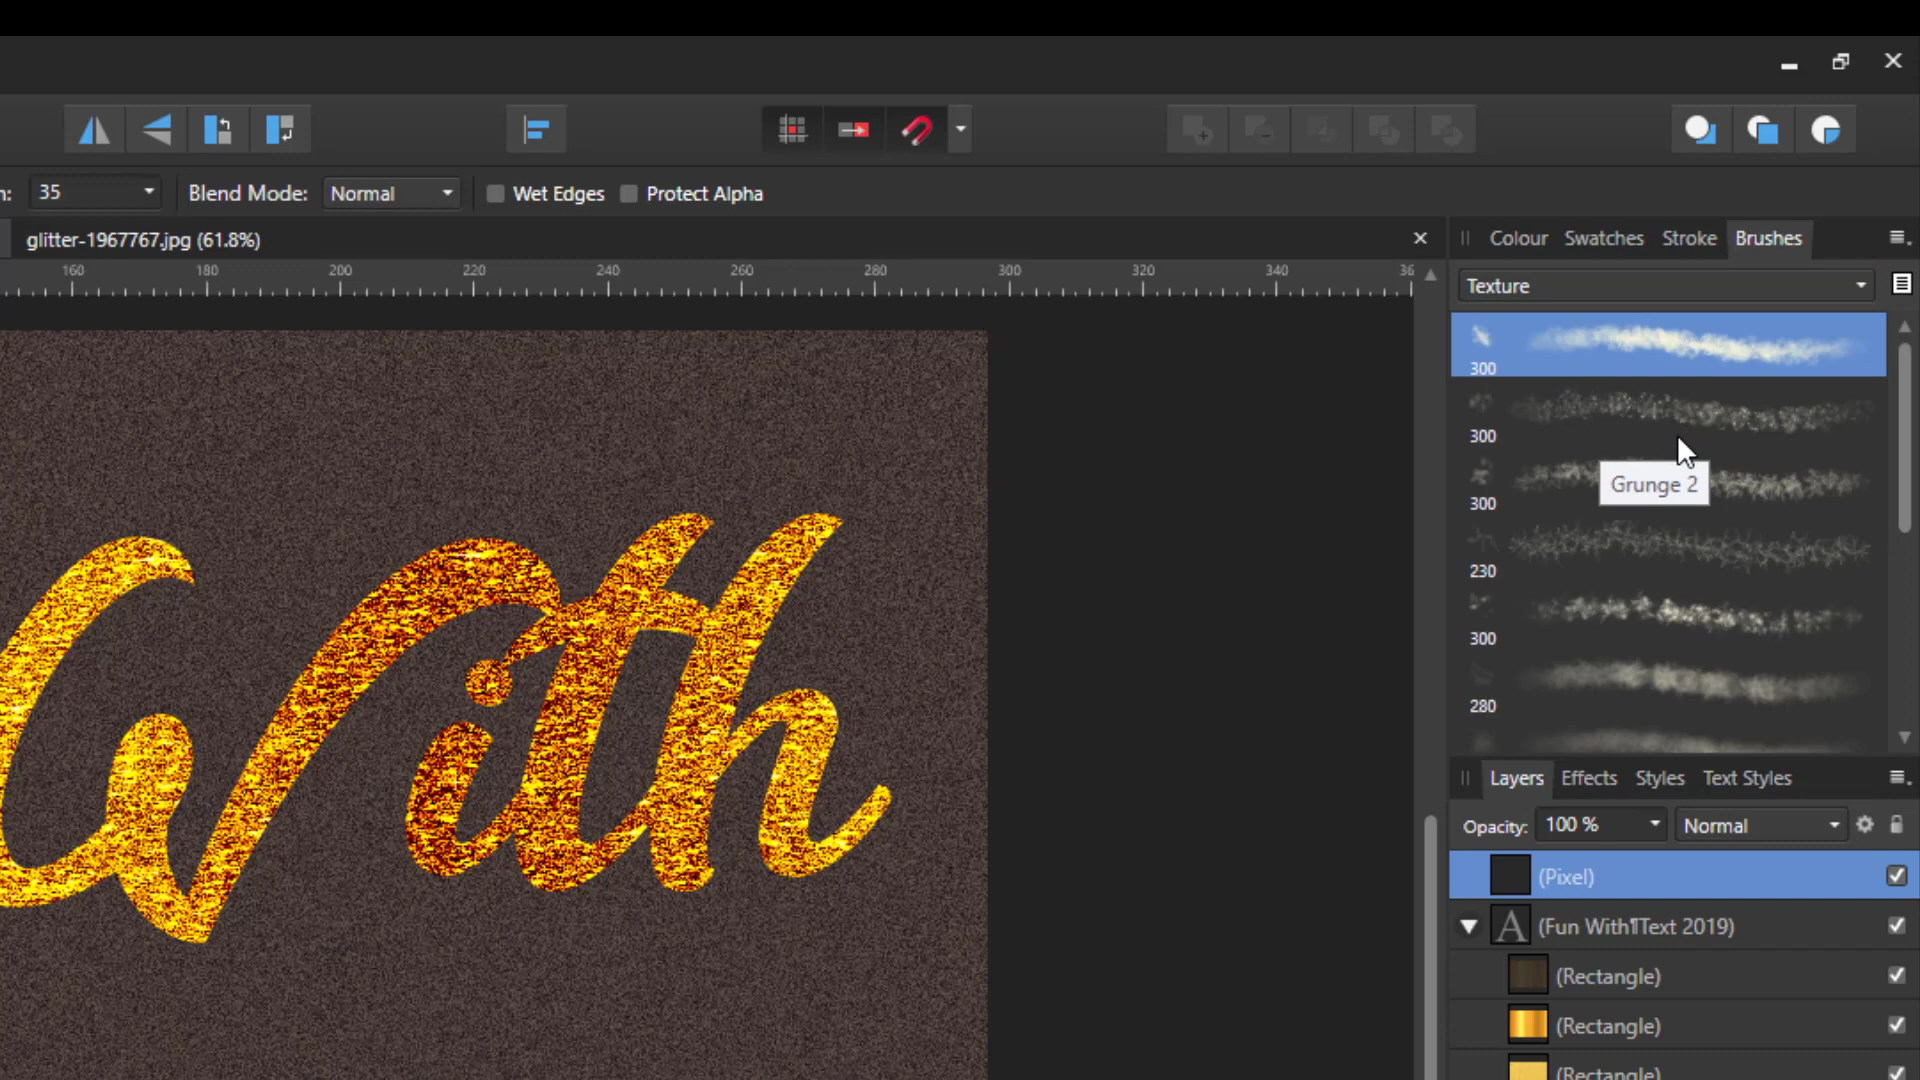 n: 35 Blend Mode: Normal Wet Edges Protect Alpha
glitter-1967767.jpg (61.8%)
Colour Swatches Stroke Brushes
160 180 200 220 240 260 280 300 320 340 36
Texture
300
300
Grunge 2
300
230
300
280
With
Layers Effects Styles Text Styles
Opacity: 100 % Normal
(Pixel)
A (Fun With¶Text 2019)
(Rectangle)
(Rectangle)
(Rectangle)